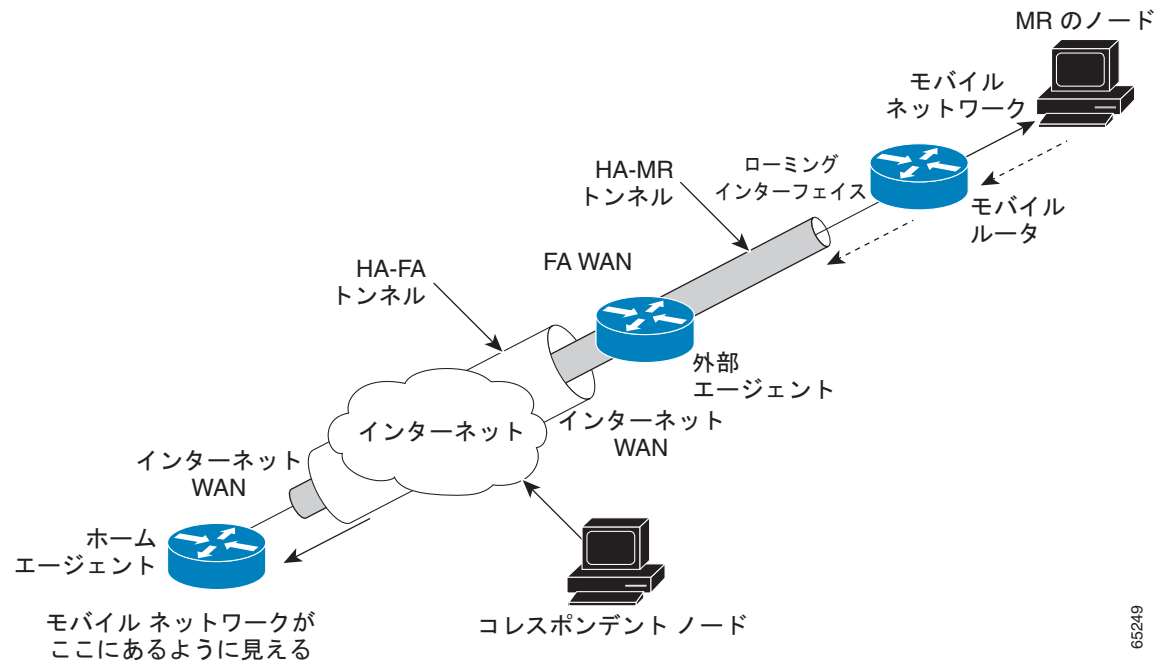 MR のノード
モバイル
ネットワーク
ローミング
インターフェイス
HA-MR
トンネル
モバイル
ルータ
FA WAN
HA-FA
トンネル
外部
エージェント
インターネット
インターネット
WAN
インターネット
WAN
ホーム
エージェント
モバイル ネットワークが
ここにあるように見える
コレスポンデント ノード
65249